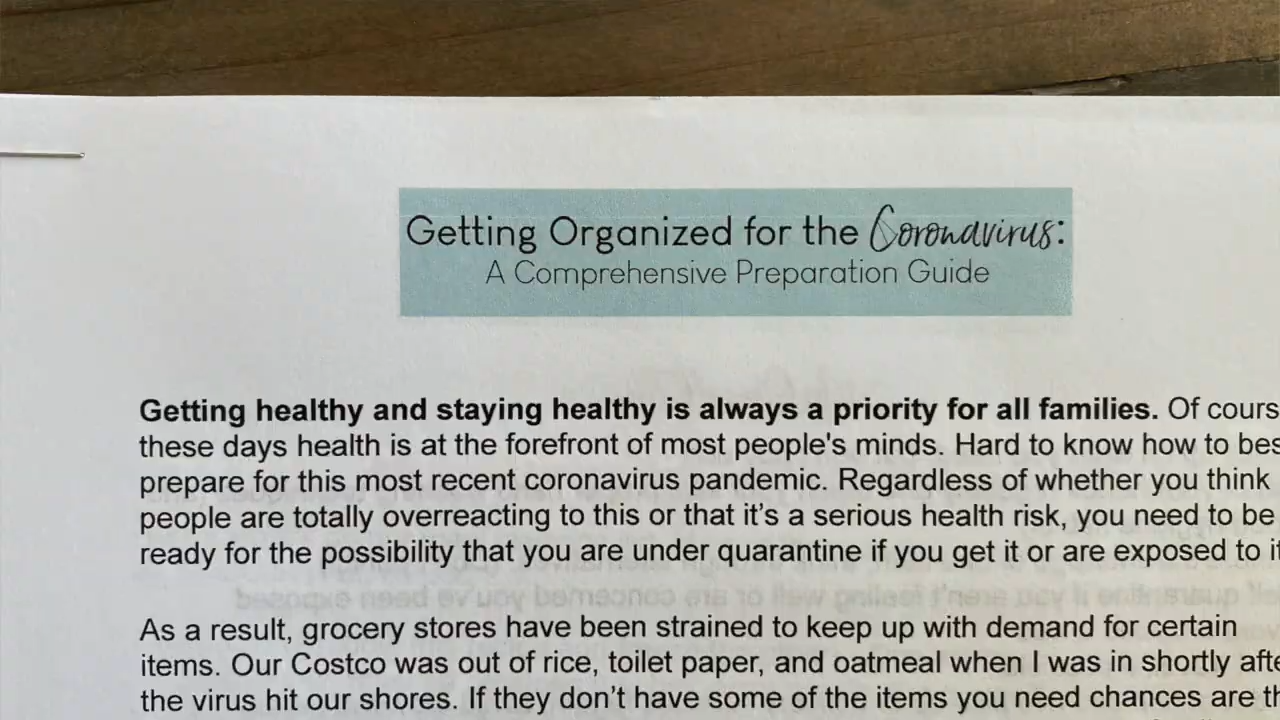 Getting Organized for the Coronavirus:
A Comprehensive Preparation Guide
Getting healthy and staying healthy is always a priority for all families. Of cours
these days health is at the forefront of most people's minds. Hard to know how to bes
prepare for this most recent coronavirus pandemic. Regardless of whether you think
people are totally overreacting to this or that it's a serious health risk, you need to be
ready for the possibility that you are under quarantine if you get it or are exposed to it
As a result, grocery stores have been strained to keep up with demand for certain
items. Our Costco was out of rice, toilet paper, and oatmeal when I was in shortly afte
the virus hit our shores. If they don't have some of the items you need chances are th